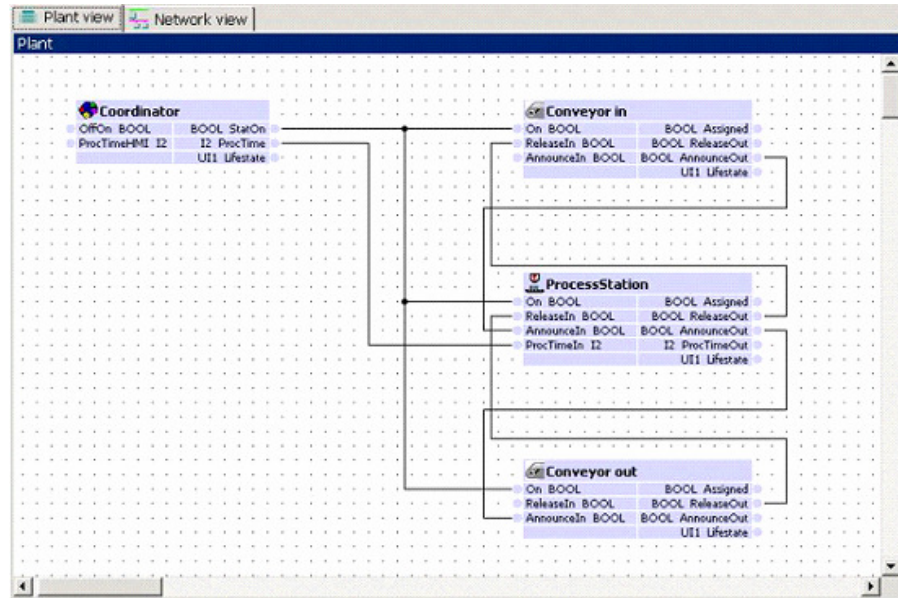 Plant view Network view
Plant
Coordinator
OffOn BOOL BOOL StatOn
ProcTimeHMI I2 I2 ProcTime
UI1 Lifestate
Conveyor in
On BOOL BOOL Assigned
ReleaseIn BOOL BOOL ReleaseOut
AnnounceIn BOOL BOOL AnnounceOut
UI1 Lifestate
ProcessStation
On BOOL BOOL Assigned
ReleaseIn BOOL BOOL ReleaseOut
AnnounceIn BOOL BOOL AnnounceOut
ProcTimeIn I2 I2 ProcTimeOut
UI1 Lifestate
Conveyor out
On BOOL BOOL Assigned
ReleaseIn BOOL BOOL ReleaseOut
AnnounceIn BOOL BOOL AnnounceOut
UI1 Lifestate